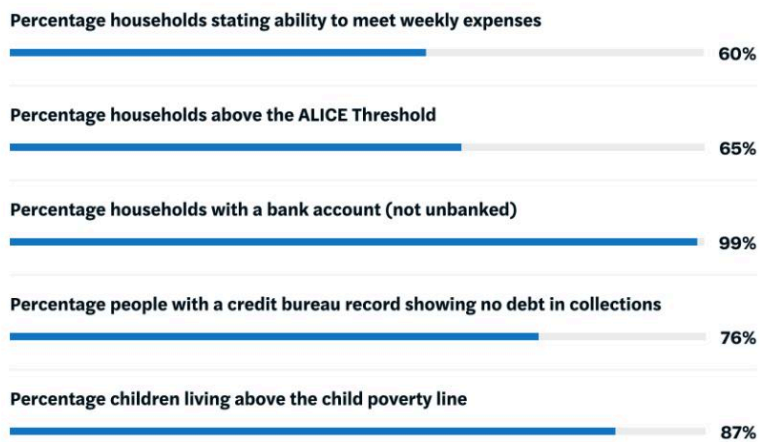 Percentage households stating ability to meet weekly expenses
60%
Percentage households above the ALICE Threshold
65%
Percentage households with a bank account (not unbanked)
99%
Percentage people with a credit bureau record showing no debt in collections
76%
Percentage children living above the child poverty line
87%